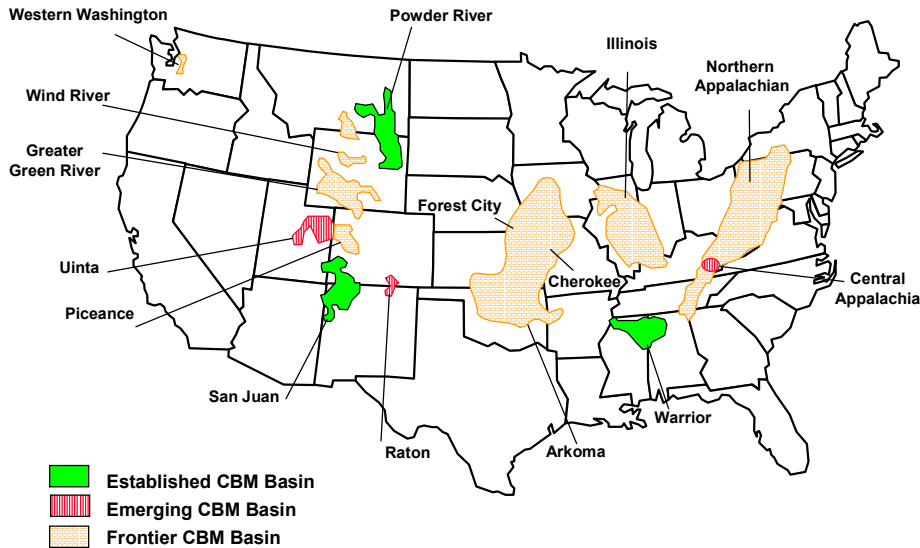 Western Washington
Powder River
Illinois
Northern
Appalachian
Wind River
Greater
Green River
Forest City
Cherokee
Uinta
Central
Appalachia
Piceance
San Juan
Raton
Arkoma
Warrior
Established CBM Basin
Emerging CBM Basin
Frontier CBM Basin